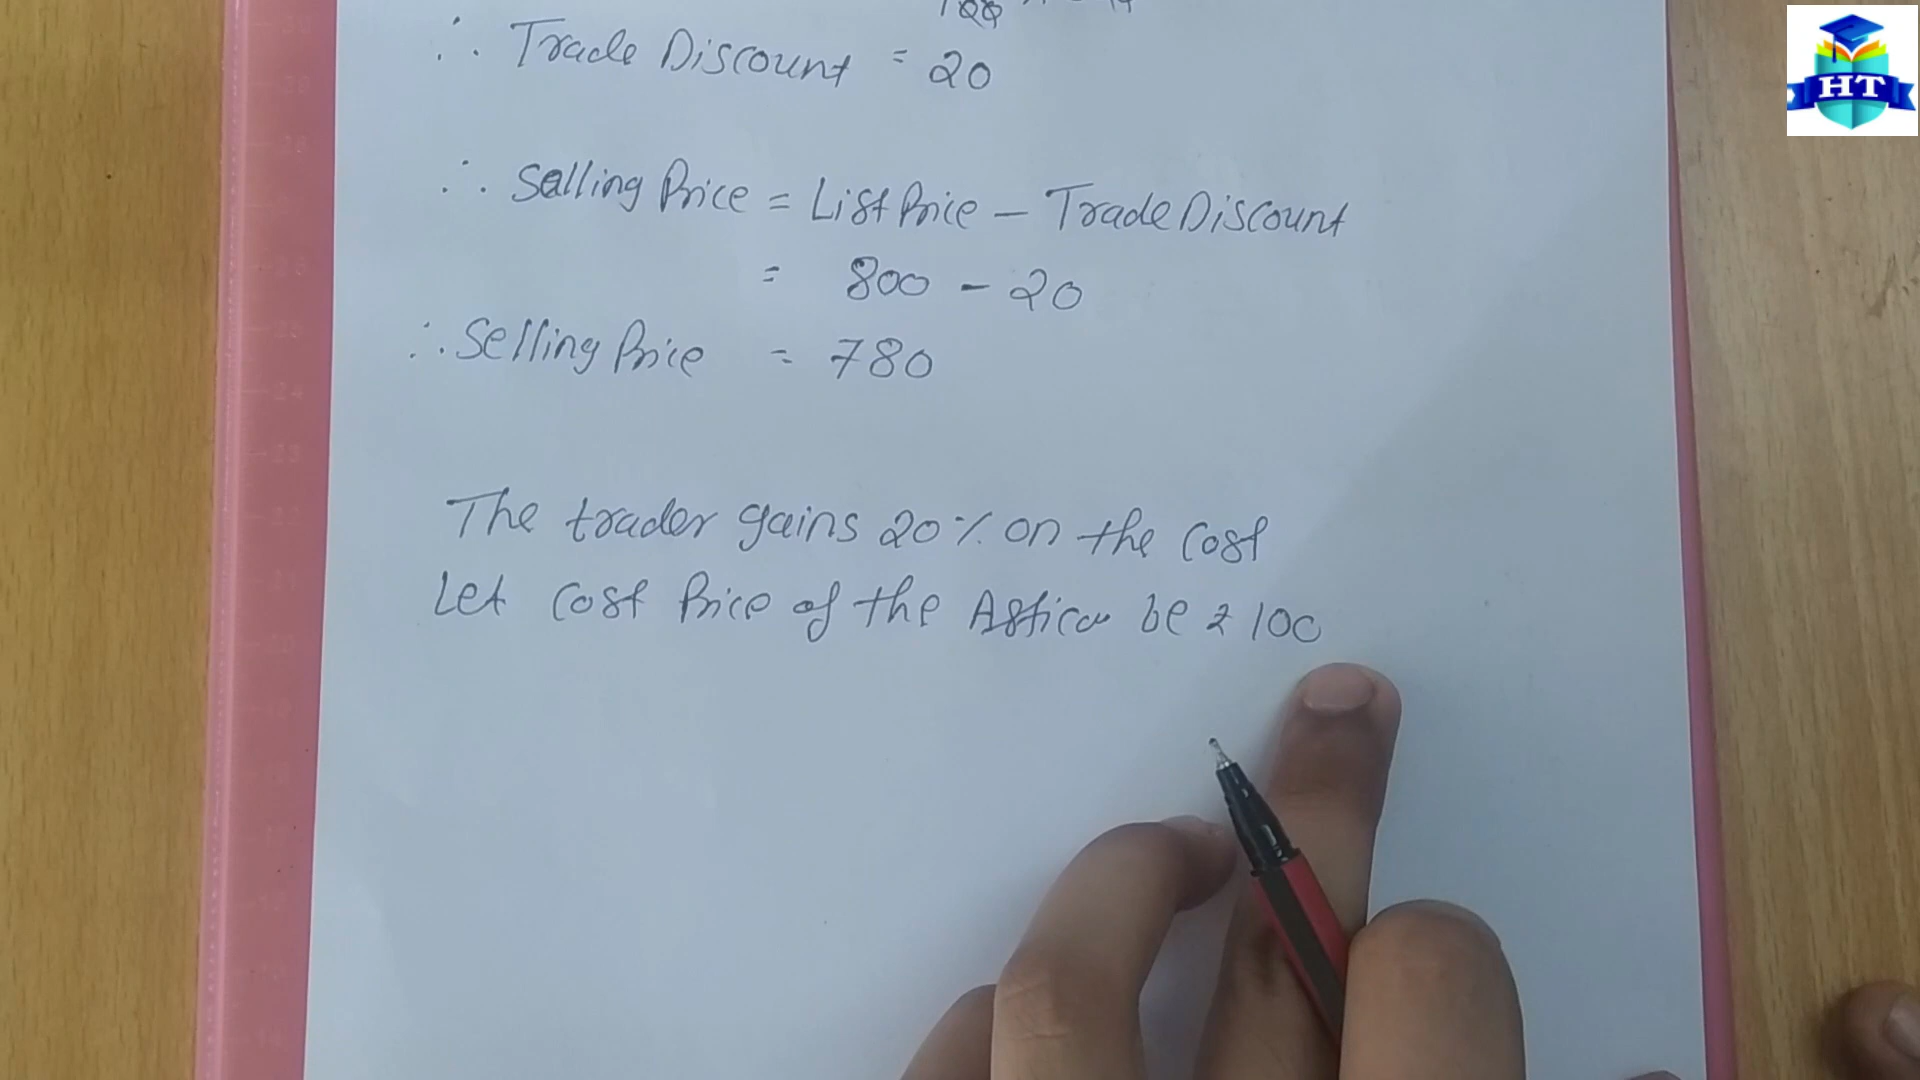 ∴ Trade Discount = 20
∴ Selling Price = List Price - Trade Discount
= 800 - 20
∴ Selling Price = 780
The trader gains 20% on the Cost
Let Cost Price of the be ₹ 100
HT